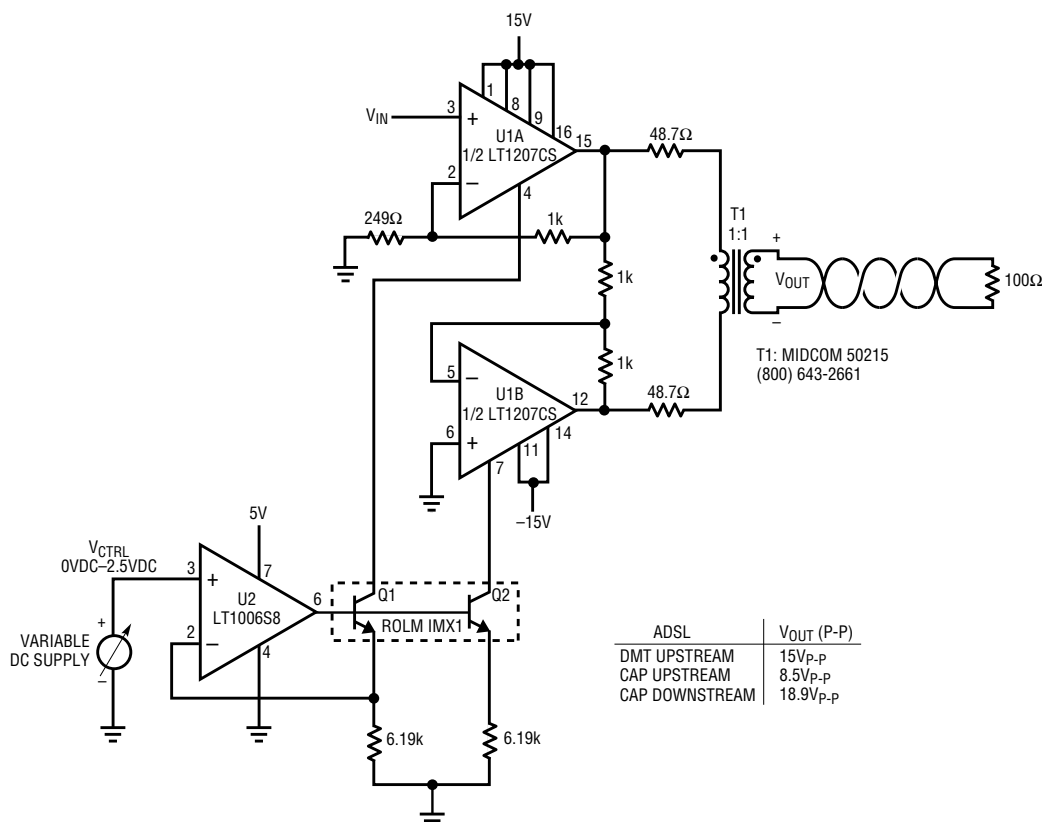 15V
1
8
9
16
V_IN
3
+
U1A
1/2 LT1207CS
15
48.7Ω
2
–
4
249Ω
1k
T1
1:1
+
1k
V_OUT
100Ω
–
T1: MIDCOM 50215
(800) 643-2661
1k
5
–
U1B
1/2 LT1207CS
12
48.7Ω
6
+
14
11
7
–15V
5V
V_CTRL
0VDC–2.5VDC
3
+
7
U2
LT1006S8
6
Q1
Q2
ROLM IMX1
+
VARIABLE
DC SUPPLY
–
2
–
4
6.19k
6.19k
ADSL V_OUT (P-P)
DMT UPSTREAM 15V_P-P
CAP UPSTREAM 8.5V_P-P
CAP DOWNSTREAM 18.9V_P-P